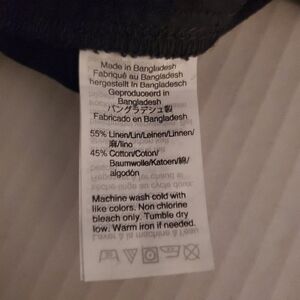 Made in Bangladesh
Fabriqué au Bangladesh
hergestellt In Bangladesch
Geproduceerd in
Bangladesh
バングラデシュ製
Fabricado en Bangladesh
55% Linen/Lin/Leinen/Linnen/
麻/lino
45% Cotton/Coton/
Baumwolle/Katoen/綿/
algodón
Machine wash cold with
like colors. Non chlorine
bleach only. Tumble dry
low. Warm iron if needed.